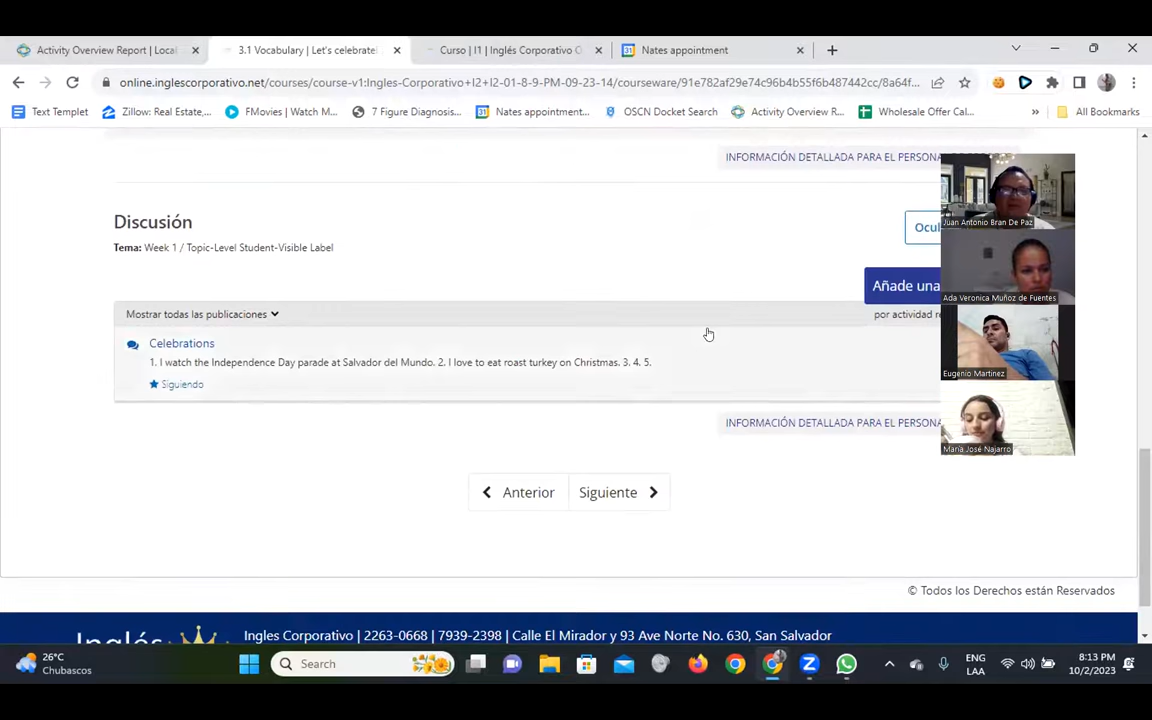 Activity Overview Report | Local
3.1 Vocabulary | Let's celebrate!
Curso | I1 | Inglés Corporativo O
Nates appointment
online.inglescorporativo.net/courses/course-v1:Ingles-Corporativo+I2+I2-01-8-9-PM-09-23-14/courseware/91e782af29e74c96b4b55f6b487442cc/8a64f...
Text Templet
Zillow: Real Estate,...
FMovies | Watch M...
7 Figure Diagnosis...
Nates appointment...
OSCN Docket Search
Activity Overview R...
Wholesale Offer Cal...
»
All Bookmarks
INFORMACIÓN DETALLADA PARA EL PERSONA
Discusión
Ocul
Tema: Week 1 / Topic-Level Student-Visible Label
Añade una
Mostrar todas las publicaciones
por actividad re
Celebrations
1. I watch the Independence Day parade at Salvador del Mundo. 2. I love to eat roast turkey on Christmas. 3. 4. 5.
Siguiendo
INFORMACIÓN DETALLADA PARA EL PERSONA
Juan Antonio Bran De Paz
Ada Veronica Muñoz de Fuentes
Eugenio Martinez
María José Najarro
Anterior
Siguiente
© Todos los Derechos están Reservados
Inglés
Ingles Corporativo | 2263-0668 | 7939-2398 | Calle El Mirador y 93 Ave Norte No. 630, San Salvador
26°C
Chubascos
Search
ENG
LAA
8:13 PM
10/2/2023